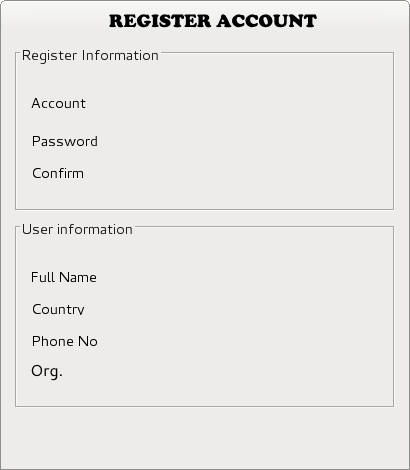 REGISTER ACCOUNT
Register Information
Account
Password
Confirm
User information
Full Name
Country
Phone No
Org.